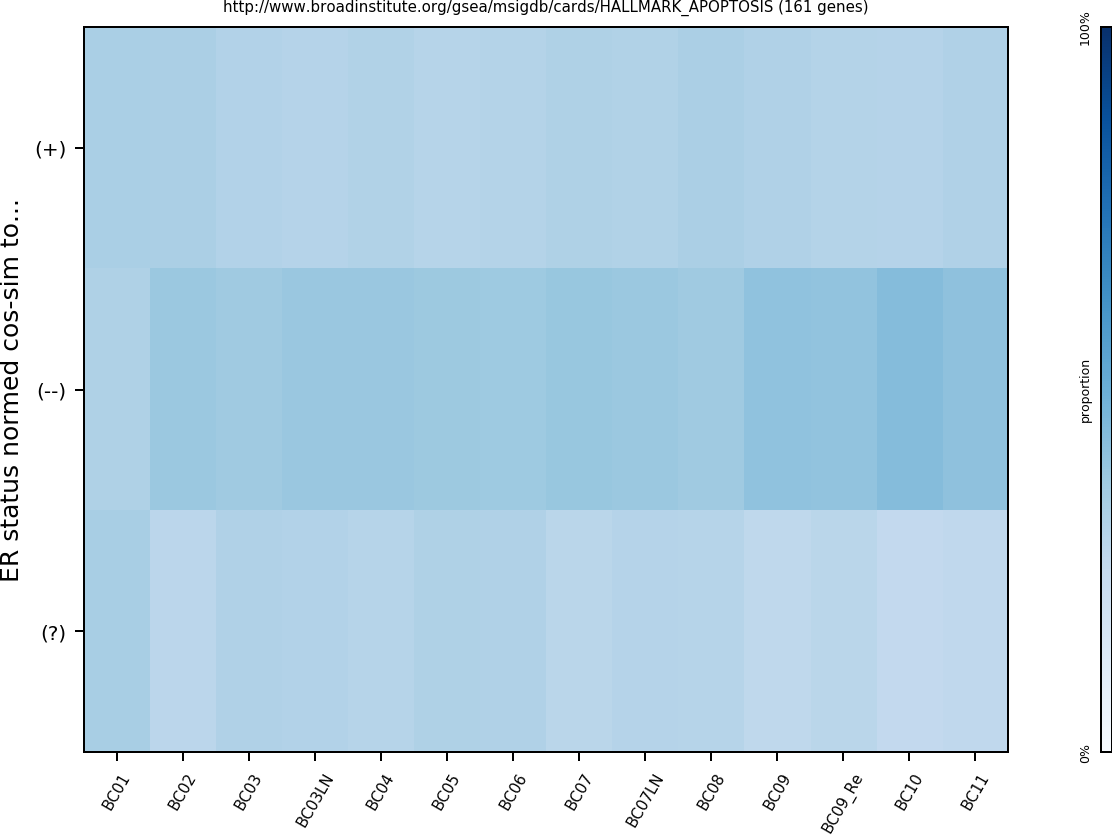 http://www.broadinstitute.org/gsea/msigdb/cards/HALLMARK_APOPTOSIS (161 genes)
ER status normed cos-sim to...
(+)
(--)
(?)
BC01
BC02
BC03
BC03LN
BC04
BC05
BC06
BC07
BC07LN
BC08
BC09
BC09_Re
BC10
BC11
100%
proportion
0%